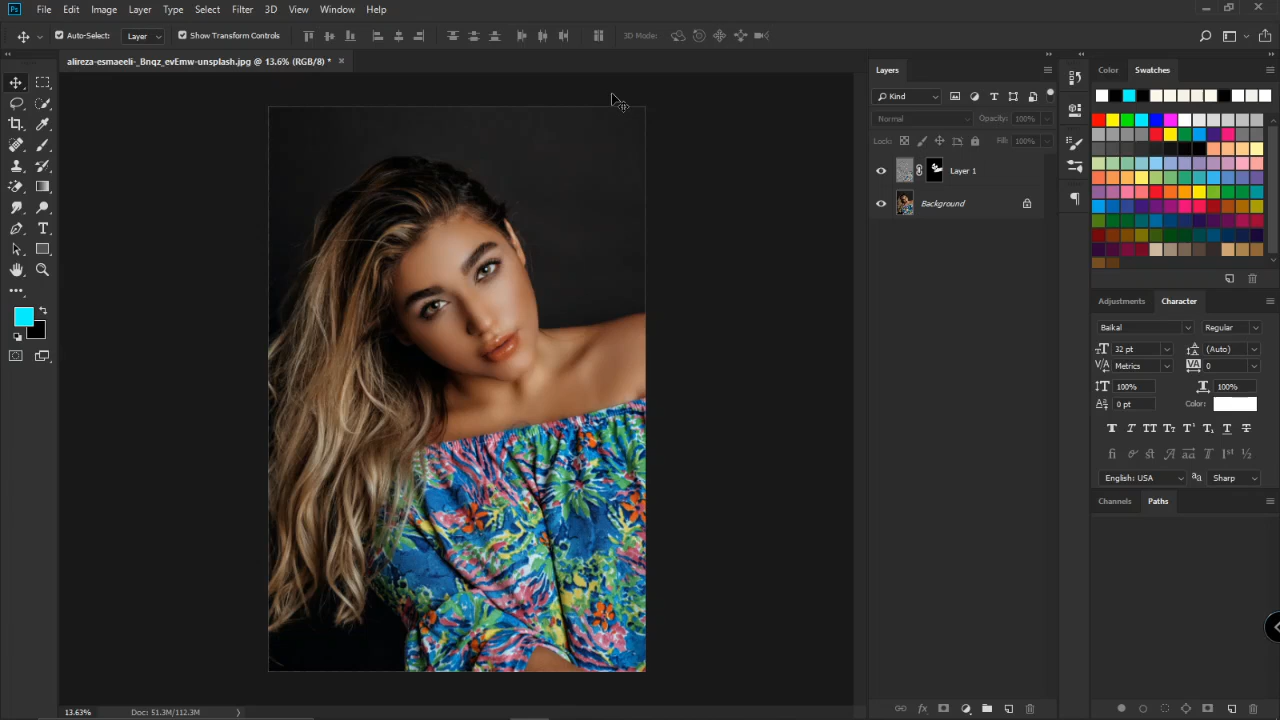 Ps File Edit Image Layer Type Select Filter 3D View Window Help
Auto-Select: Layer Show Transform Controls 3D Mode:
alireza-esmaeeli-_Bnqz_evEmw-unsplash.jpg @ 13.6% (RGB/8) *
Layers
Color Swatches
Kind
Normal Opacity: 100%
Lock: Fill: 100%
Layer 1
Background
Adjustments Character
Baikal Regular
32 pt (Auto)
Metrics 0
100% 100%
0 pt Color:
English: USA Sharp
Channels Paths
13.63% Doc: 51.3M/112.3M